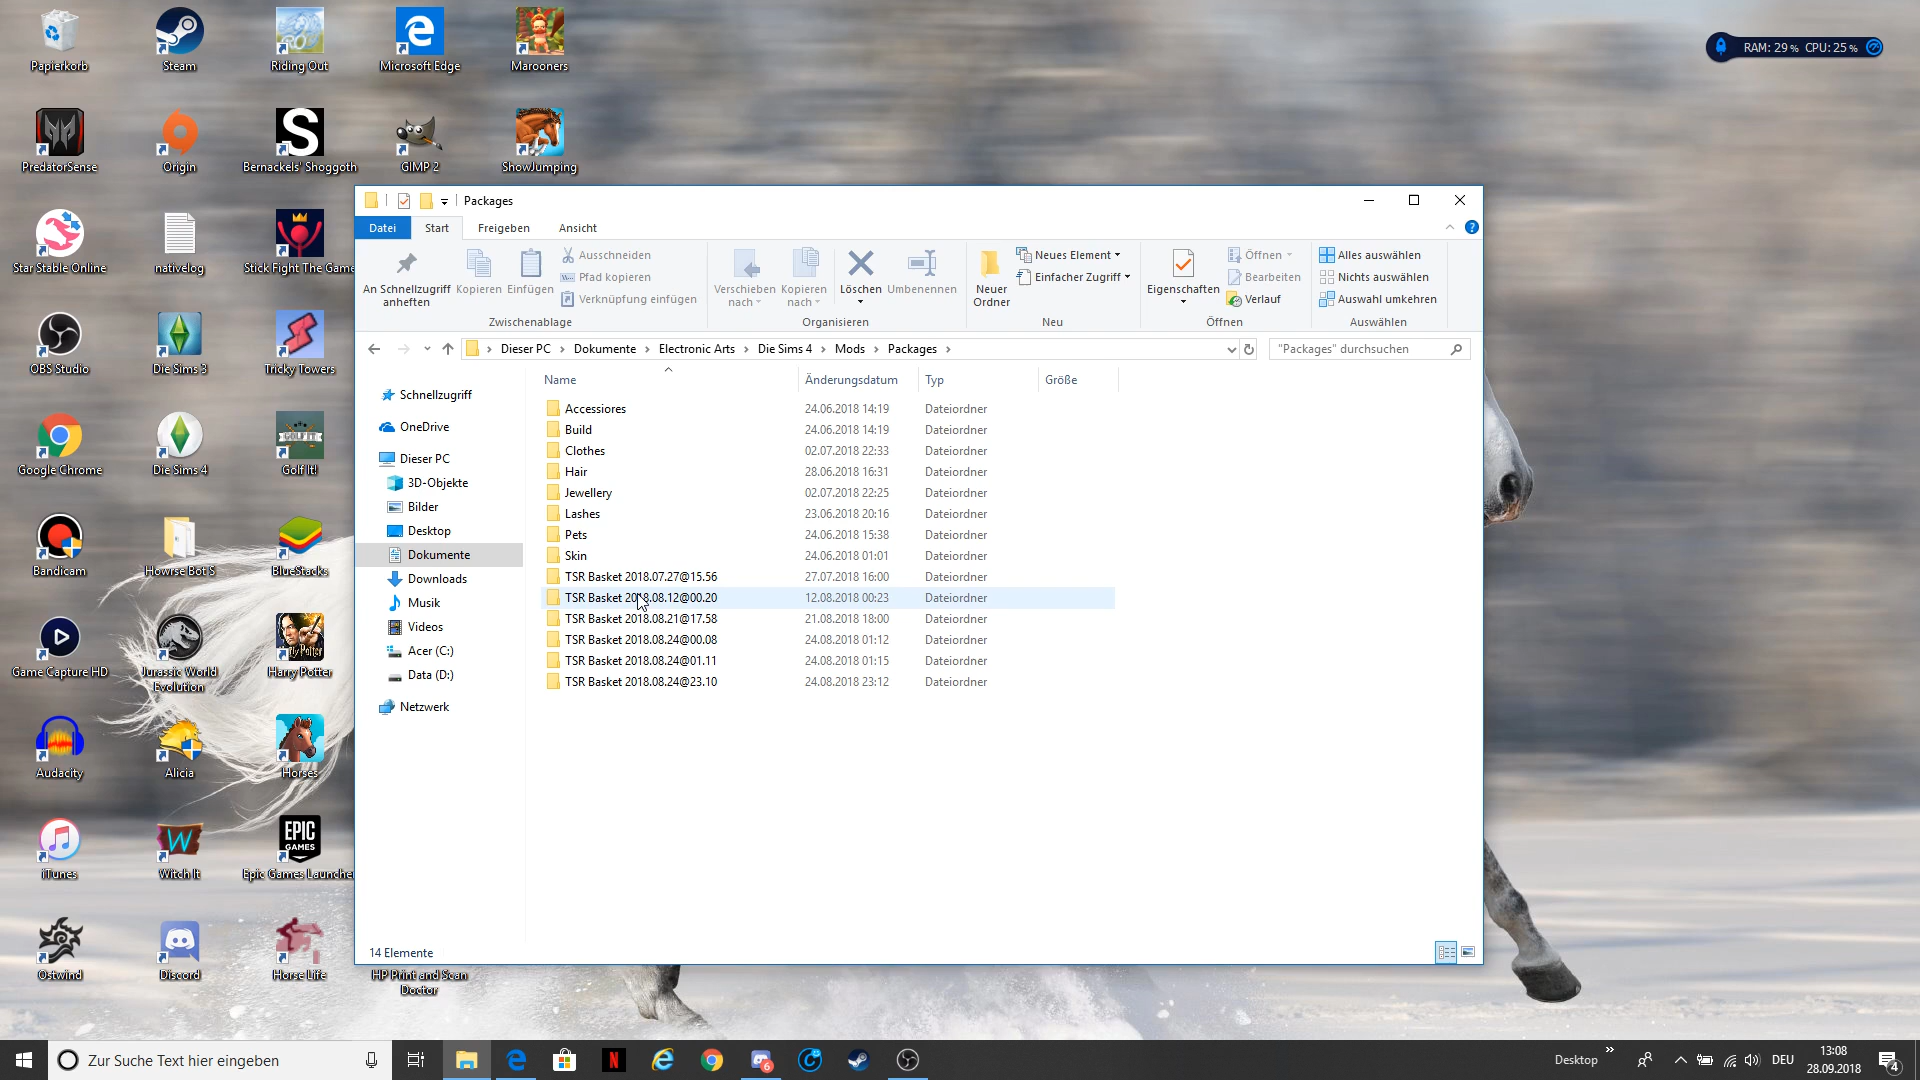 Papierkorb
Steam
Riding Out
Microsoft Edge
Marooners
RAM: 29 % CPU: 25 %
PredatorSense
Origin
Bernackels' Shoggoth
GIMP 2
ShowJumping
Star Stable Online
nativelog
Stick Fight The Game
OBS Studio
Die Sims 3
Tricky Towers
Google Chrome
Die Sims 4
GOLF IT!
Golf It!
Bandicam
Howrse Bot S
BlueStacks
Game Capture HD
Jurassic World
Evolution
Harry Potter
Harry Potter
Audacity
Alicia
Horses
iTunes
Witch It
EPIC
GAMES
Epic Games Launcher
Ostwind
Discord
Horse Life
HP Print and Scan
Doctor
Packages
Datei
Start
Freigeben
Ansicht
An Schnellzugriff
anheften
Kopieren
Einfügen
Ausschneiden
Pfad kopieren
Verknüpfung einfügen
Zwischenablage
Verschieben
nach
Kopieren
nach
Löschen
Umbenennen
Organisieren
Neuer
Ordner
Neues Element
Einfacher Zugriff
Neu
Eigenschaften
Öffnen
Bearbeiten
Verlauf
Öffnen
Alles auswählen
Nichts auswählen
Auswahl umkehren
Auswählen
Dieser PC > Dokumente > Electronic Arts > Die Sims 4 > Mods > Packages >
"Packages" durchsuchen
Schnellzugriff
OneDrive
Dieser PC
3D-Objekte
Bilder
Desktop
Dokumente
Downloads
Musik
Videos
Acer (C:)
Data (D:)
Netzwerk
Name Änderungsdatum Typ Größe
Accessiores 24.06.2018 14:19 Dateiordner
Build 24.06.2018 14:19 Dateiordner
Clothes 02.07.2018 22:33 Dateiordner
Hair 28.06.2018 16:31 Dateiordner
Jewellery 02.07.2018 22:25 Dateiordner
Lashes 23.06.2018 20:16 Dateiordner
Pets 24.06.2018 15:38 Dateiordner
Skin 24.06.2018 01:01 Dateiordner
TSR Basket 2018.07.27@15.56 27.07.2018 16:00 Dateiordner
TSR Basket 2018.08.12@00.20 12.08.2018 00:23 Dateiordner
TSR Basket 2018.08.21@17.58 21.08.2018 18:00 Dateiordner
TSR Basket 2018.08.24@00.08 24.08.2018 01:12 Dateiordner
TSR Basket 2018.08.24@01.11 24.08.2018 01:15 Dateiordner
TSR Basket 2018.08.24@23.10 24.08.2018 23:12 Dateiordner
14 Elemente
Zur Suche Text hier eingeben
6
Desktop
DEU
13:08
28.09.2018
4